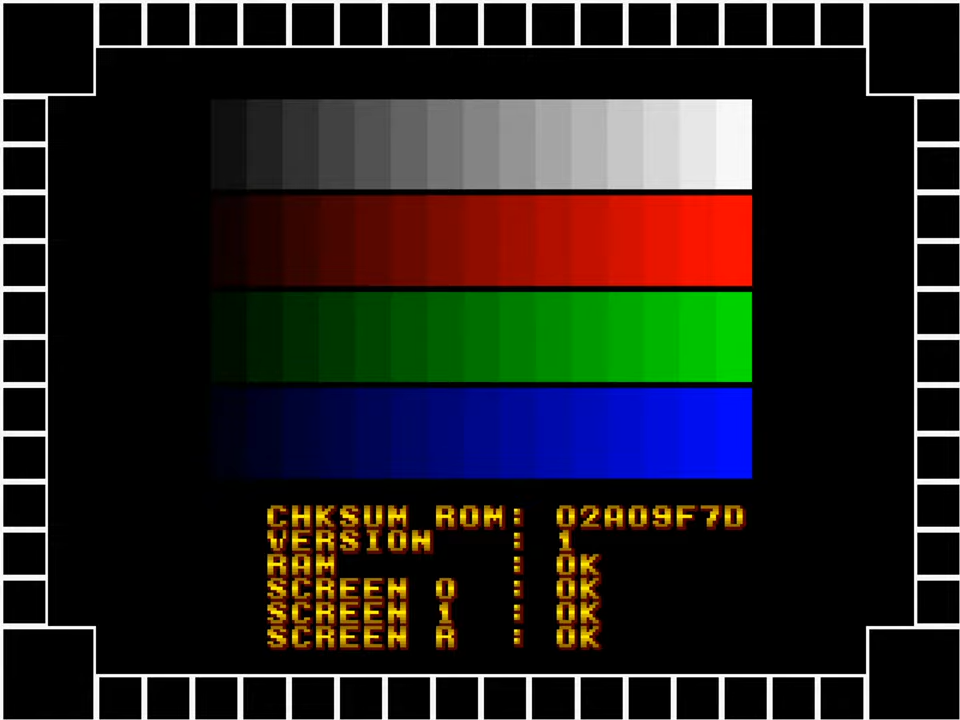 CHKSUM ROM: 02A09F7D
VERSION : 1
RAM : OK
SCREEN 0 : OK
SCREEN 1 : OK
SCREEN R : OK